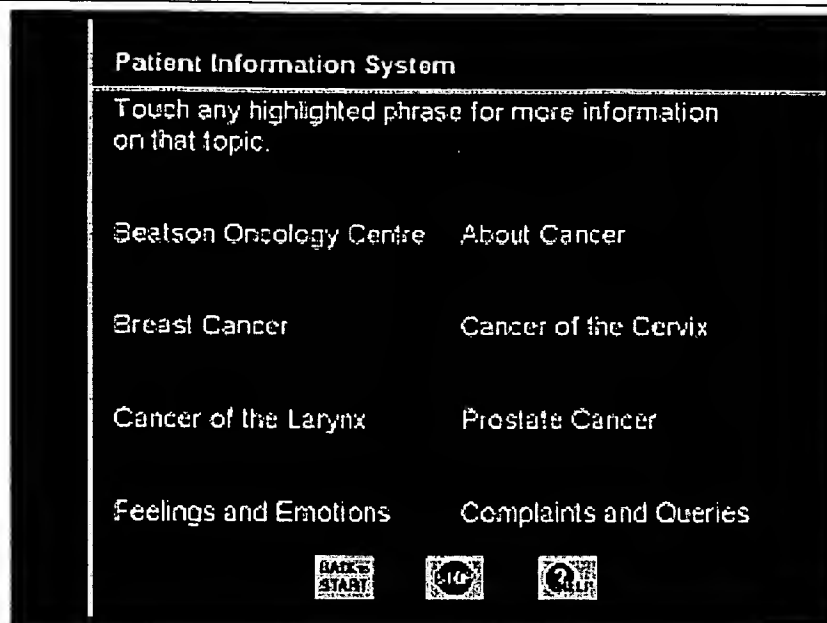 Patient Information System
Touch any highlighted phrase for more information
on that topic.
Beatson Oncology Centre About Cancer
Breast Cancer Cancer of the Cervix
Cancer of the Larynx Prostate Cancer
Feelings and Emotions Complaints and Queries
BACK to
START